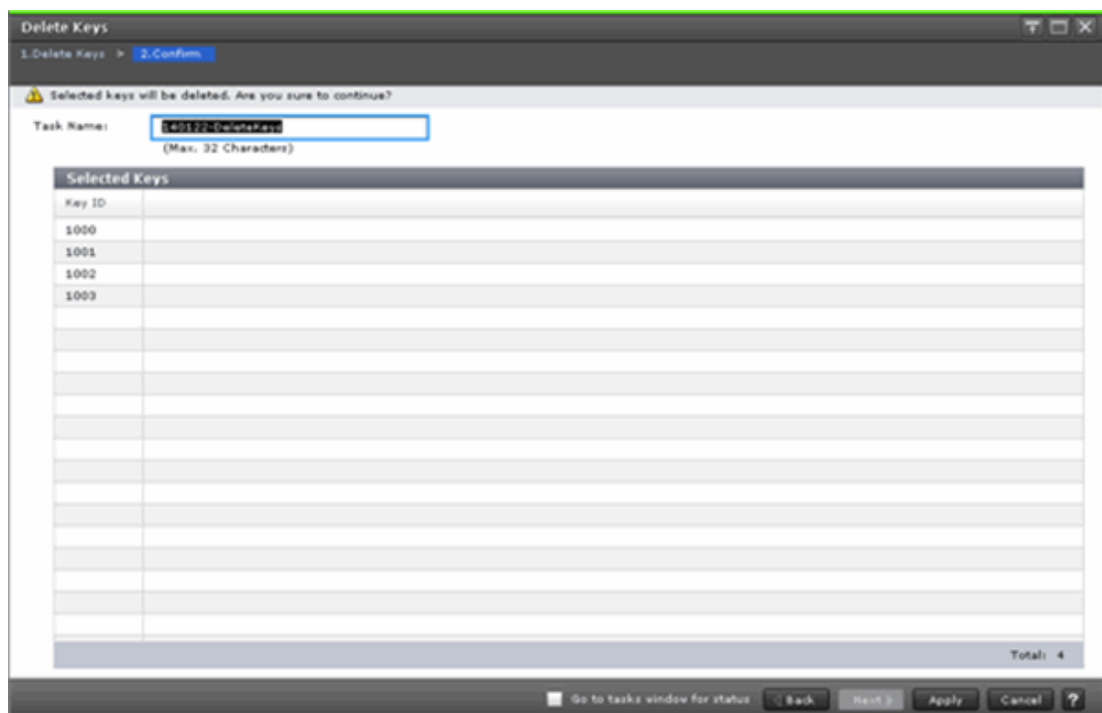 Delete Keys
1.Delete Keys > 2.Confirm
Selected keys will be deleted. Are you sure to continue?
Task Name: 140122-DeleteKeys
(Max. 32 Characters)
Selected Keys
Key ID
1000
1001
1002
1003
Total: 4
Go to tasks window for status Back Next Apply Cancel ?